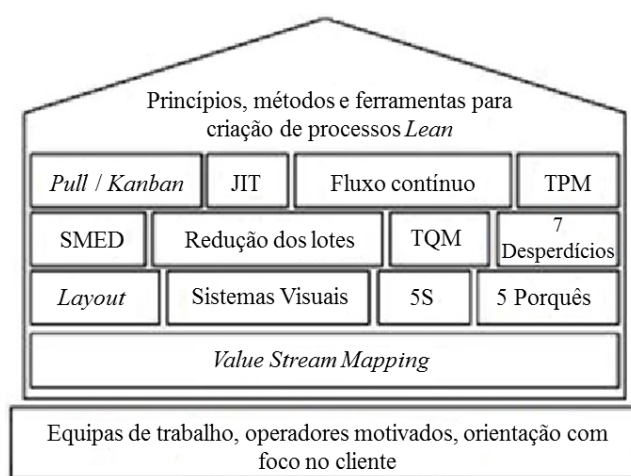 Princípios, métodos e ferramentas para
criação de processos Lean
Pull / Kanban
JIT
Fluxo contínuo
TPM
SMED
Redução dos lotes
TQM
7
Desperdícios
Layout
Sistemas Visuais
5S
5 Porquês
Value Stream Mapping
Equipas de trabalho, operadores motivados, orientação com
foco no cliente